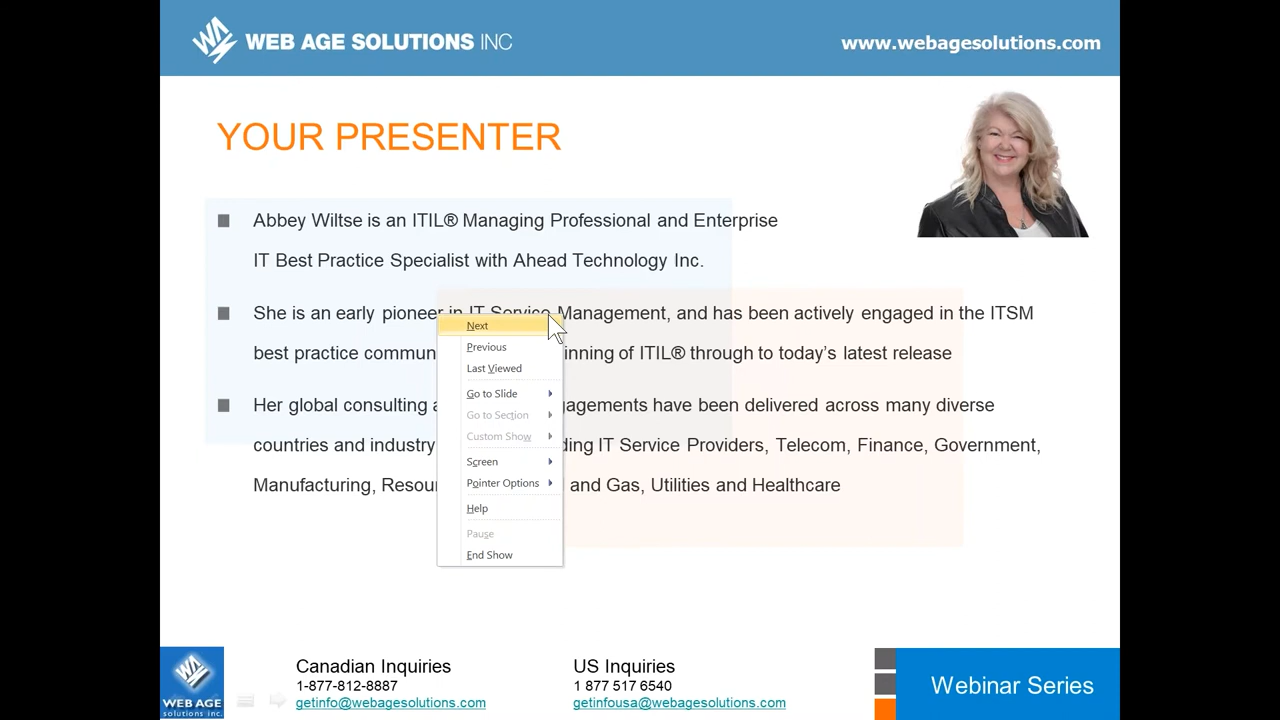 WEB AGE SOLUTIONS INC
www.webagesolutions.com
YOUR PRESENTER
Abbey Wiltse is an ITIL® Managing Professional and Enterprise
IT Best Practice Specialist with Ahead Technology Inc.
She is an early pioneer in IT Service Management, and has been actively engaged in the ITSM
best practice inning of ITIL® through to today's latest release
Her global consulting gagements have been delivered across many diverse
countries and industry ding IT Service Providers, Telecom, Finance, Government,
Manufacturing, and Gas, Utilities and Healthcare
Next
Previous
Last Viewed
Go to Slide
Go to Section
Custom Show
Screen
Pointer Options
Help
Pause
End Show
WEB AGE
solutions inc.
Canadian Inquiries
1-877-812-8887
getinfo@webagesolutions.com
US Inquiries
1 877 517 6540
getinfousa@webagesolutions.com
Webinar Series